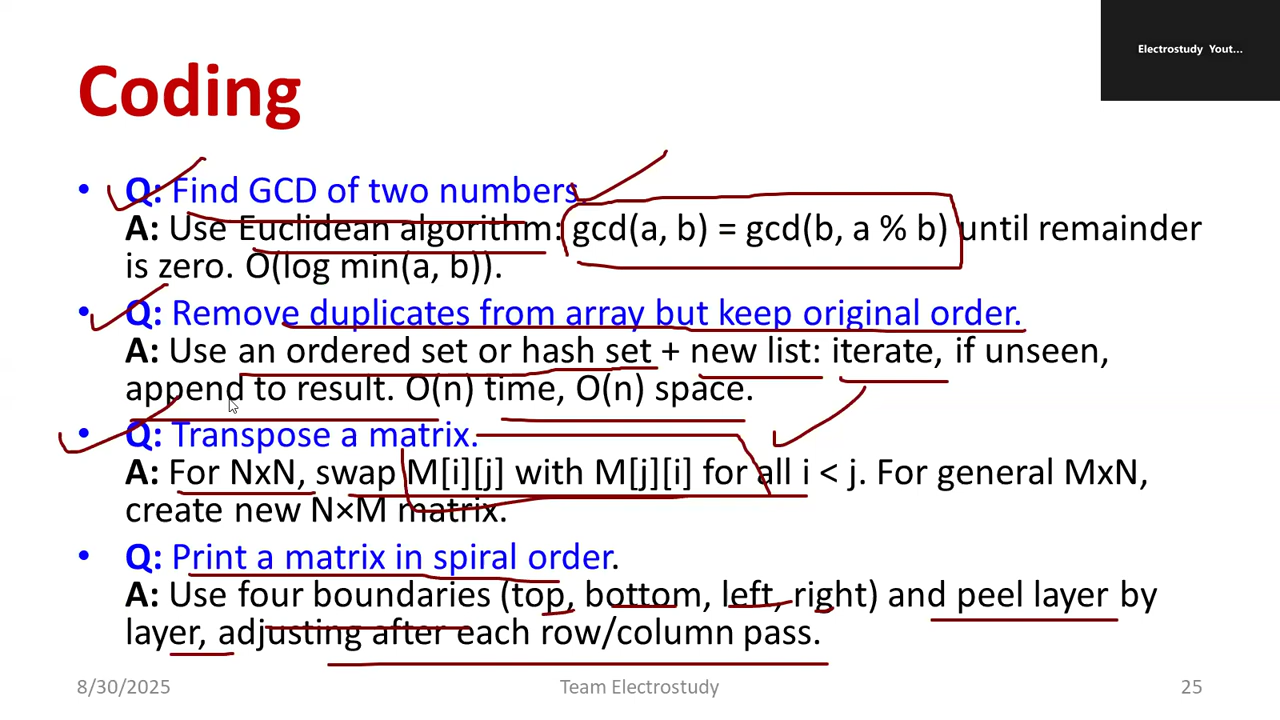 Electrostudy Yout...
Coding
• Q: Find GCD of two numbers.
A: Use Euclidean algorithm: gcd(a, b) = gcd(b, a % b) until remainder
is zero. O(log min(a, b)).
• Q: Remove duplicates from array but keep original order.
A: Use an ordered set or hash set + new list: iterate, if unseen,
append to result. O(n) time, O(n) space.
• Q: Transpose a matrix.
A: For NxN, swap M[i][j] with M[j][i] for all i < j. For general MxN,
create new N×M matrix.
• Q: Print a matrix in spiral order.
A: Use four boundaries (top, bottom, left, right) and peel layer by
layer, adjusting after each row/column pass.
8/30/2025
Team Electrostudy
25